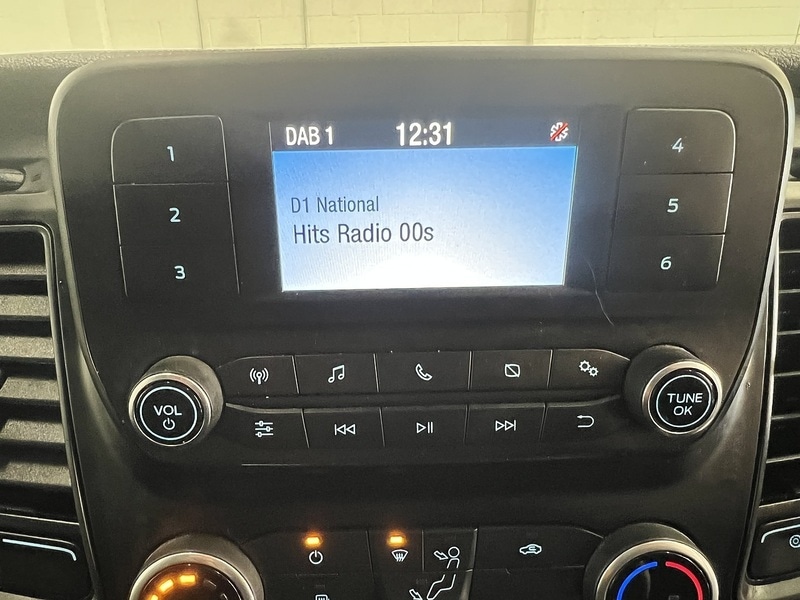 DAB 1 12:31
D1 National
Hits Radio 00s
1
2
3
4
5
6
VOL
TUNE
OK